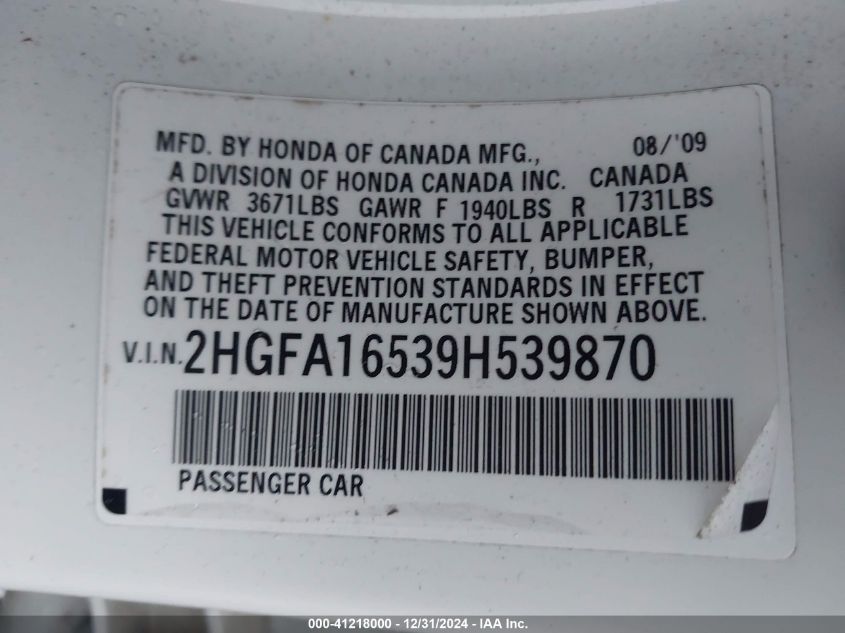 MFD. BY HONDA OF CANADA MFG., 08/'09
A DIVISION OF HONDA CANADA INC. CANADA
GVWR 3671LBS GAWR F 1940LBS R 1731LBS
THIS VEHICLE CONFORMS TO ALL APPLICABLE
FEDERAL MOTOR VEHICLE SAFETY, BUMPER,
AND THEFT PREVENTION STANDARDS IN EFFECT
ON THE DATE OF MANUFACTURE SHOWN ABOVE.
V.I.N. 2HGFA16539H539870
PASSENGER CAR
000-41218000 - 12/31/2024 - IAA Inc.